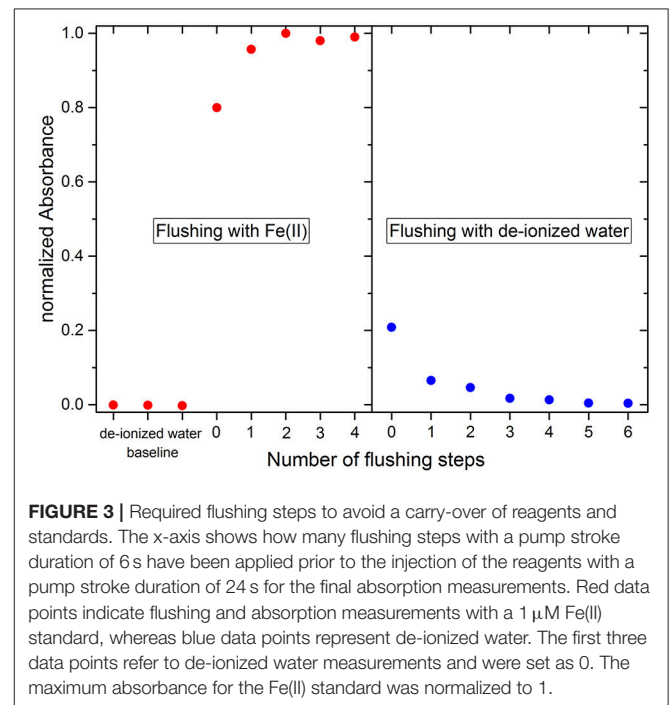 1.0
0.8
0.6
0.4
0.2
0.0
normalized Absorbance
Flushing with Fe(II)
Flushing with de-ionized water
de-ionized water
baseline
0 1 2 3 4
0 1 2 3 4 5 6
Number of flushing steps
FIGURE 3 | Required flushing steps to avoid a carry-over of reagents and
standards. The x-axis shows how many flushing steps with a pump stroke
duration of 6 s have been applied prior to the injection of the reagents with a
pump stroke duration of 24 s for the final absorption measurements. Red data
points indicate flushing and absorption measurements with a 1 μM Fe(II)
standard, whereas blue data points represent de-ionized water. The first three
data points refer to de-ionized water measurements and were set as 0. The
maximum absorbance for the Fe(II) standard was normalized to 1.